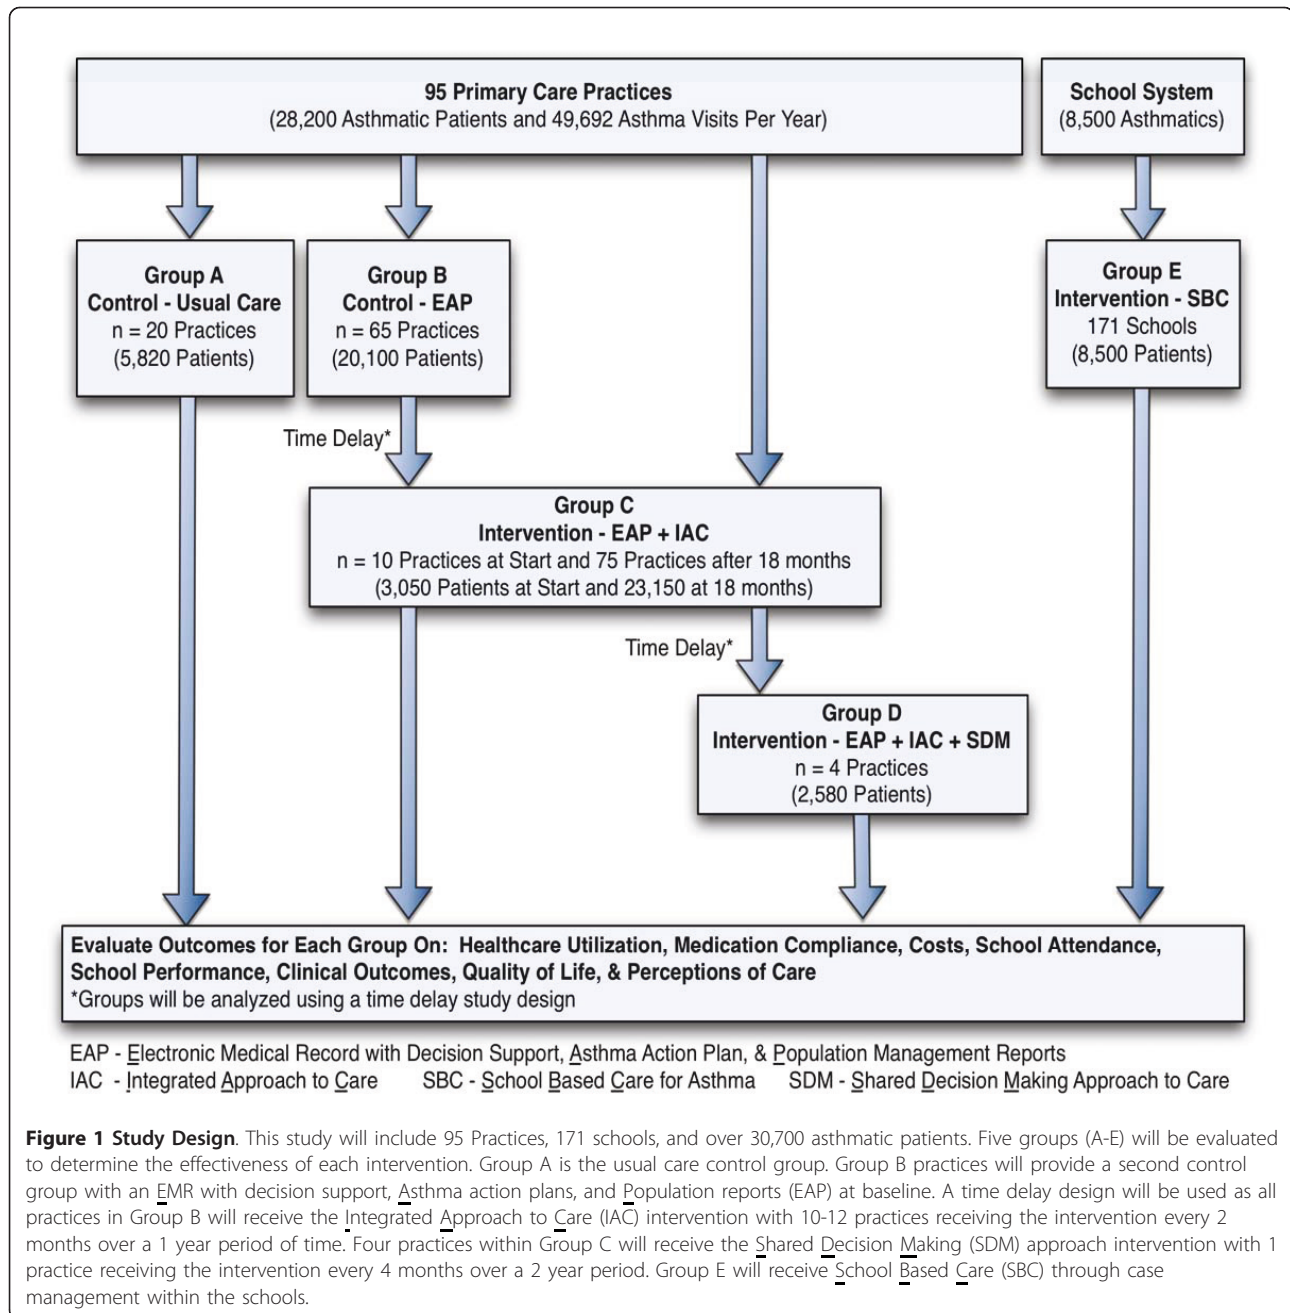 95 Primary Care Practices
(28,200 Asthmatic Patients and 49,692 Asthma Visits Per Year)
School System
(8,500 Asthmatics)
Group A
Control - Usual Care
n = 20 Practices
(5,820 Patients)
Group B
Control - EAP
n = 65 Practices
(20,100 Patients)
Group E
Intervention - SBC
171 Schools
(8,500 Patients)
Time Delay*
Group C
Intervention - EAP + IAC
n = 10 Practices at Start and 75 Practices after 18 months
(3,050 Patients at Start and 23,150 at 18 months)
Time Delay*
Group D
Intervention - EAP + IAC + SDM
n = 4 Practices
(2,580 Patients)
Evaluate Outcomes for Each Group On: Healthcare Utilization, Medication Compliance, Costs, School Attendance,
School Performance, Clinical Outcomes, Quality of Life, & Perceptions of Care
*Groups will be analyzed using a time delay study design
EAP - Electronic Medical Record with Decision Support, Asthma Action Plan, & Population Management Reports
IAC - Integrated Approach to Care SBC - School Based Care for Asthma SDM - Shared Decision Making Approach to Care
Figure 1 Study Design. This study will include 95 Practices, 171 schools, and over 30,700 asthmatic patients. Five groups (A-E) will be evaluated
to determine the effectiveness of each intervention. Group A is the usual care control group. Group B practices will provide a second control
group with an EMR with decision support, Asthma action plans, and Population reports (EAP) at baseline. A time delay design will be used as all
practices in Group B will receive the Integrated Approach to Care (IAC) intervention with 10-12 practices receiving the intervention every 2
months over a 1 year period of time. Four practices within Group C will receive the Shared Decision Making (SDM) approach intervention with 1
practice receiving the intervention every 4 months over a 2 year period. Group E will receive School Based Care (SBC) through case
management within the schools.